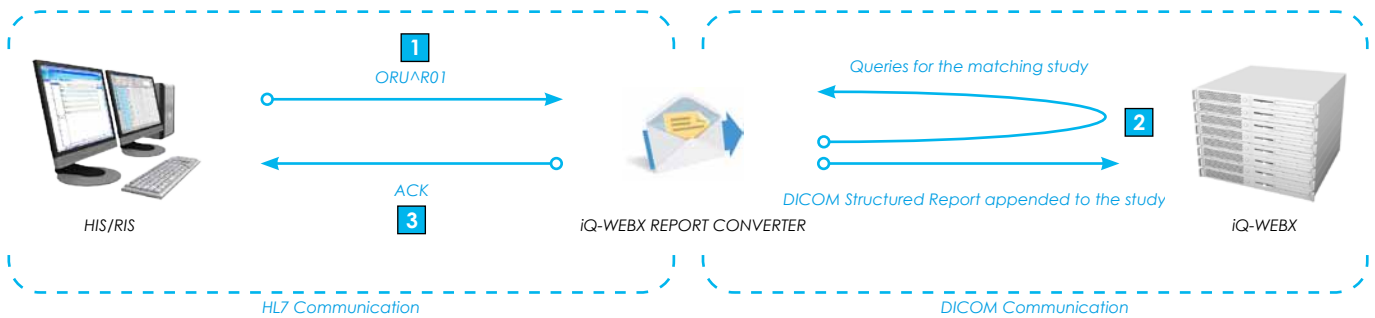 1
ORU^R01
Queries for the matching study
2
ACK
3
DICOM Structured Report appended to the study
HIS/RIS
iQ-WEBX REPORT CONVERTER
iQ-WEBX
HL7 Communication
DICOM Communication